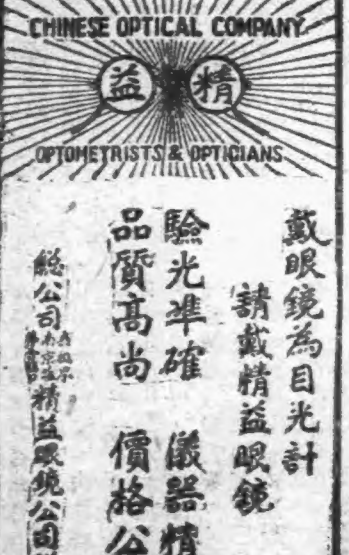 CHINESE OPTICAL COMPANY
精益
OPTOMETRISTS & OPTICIANS
戴眼鏡為目光計
請戴精益眼鏡
驗光準確 儀器精
品質高尚 價格公
總公司 精益眼鏡公司